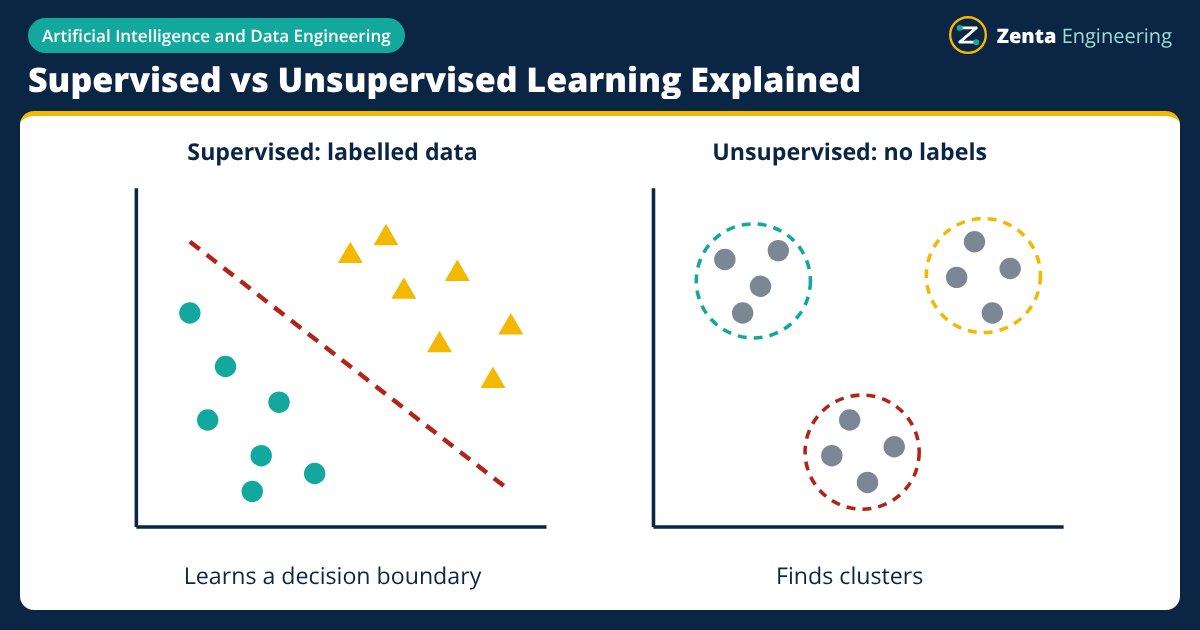 Artificial Intelligence and Data Engineering
Zenta Engineering
Supervised vs Unsupervised Learning Explained
Supervised: labelled data
Unsupervised: no labels
Learns a decision boundary
Finds clusters